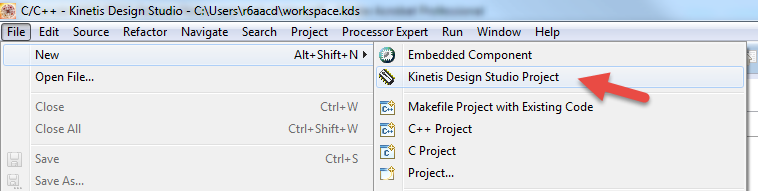 C/C++ - Kinetis Design Studio - C:\Users\r6aacd\workspace.kds
File Edit Source Refactor Navigate Search Project Processor Expert Run Window Help
New Alt+Shift+N Embedded Component
Open File... Kinetis Design Studio Project
Close Ctrl+W Makefile Project with Existing Code
Close All Ctrl+Shift+W C++ Project
C Project
Save Ctrl+S Project...
Save As...